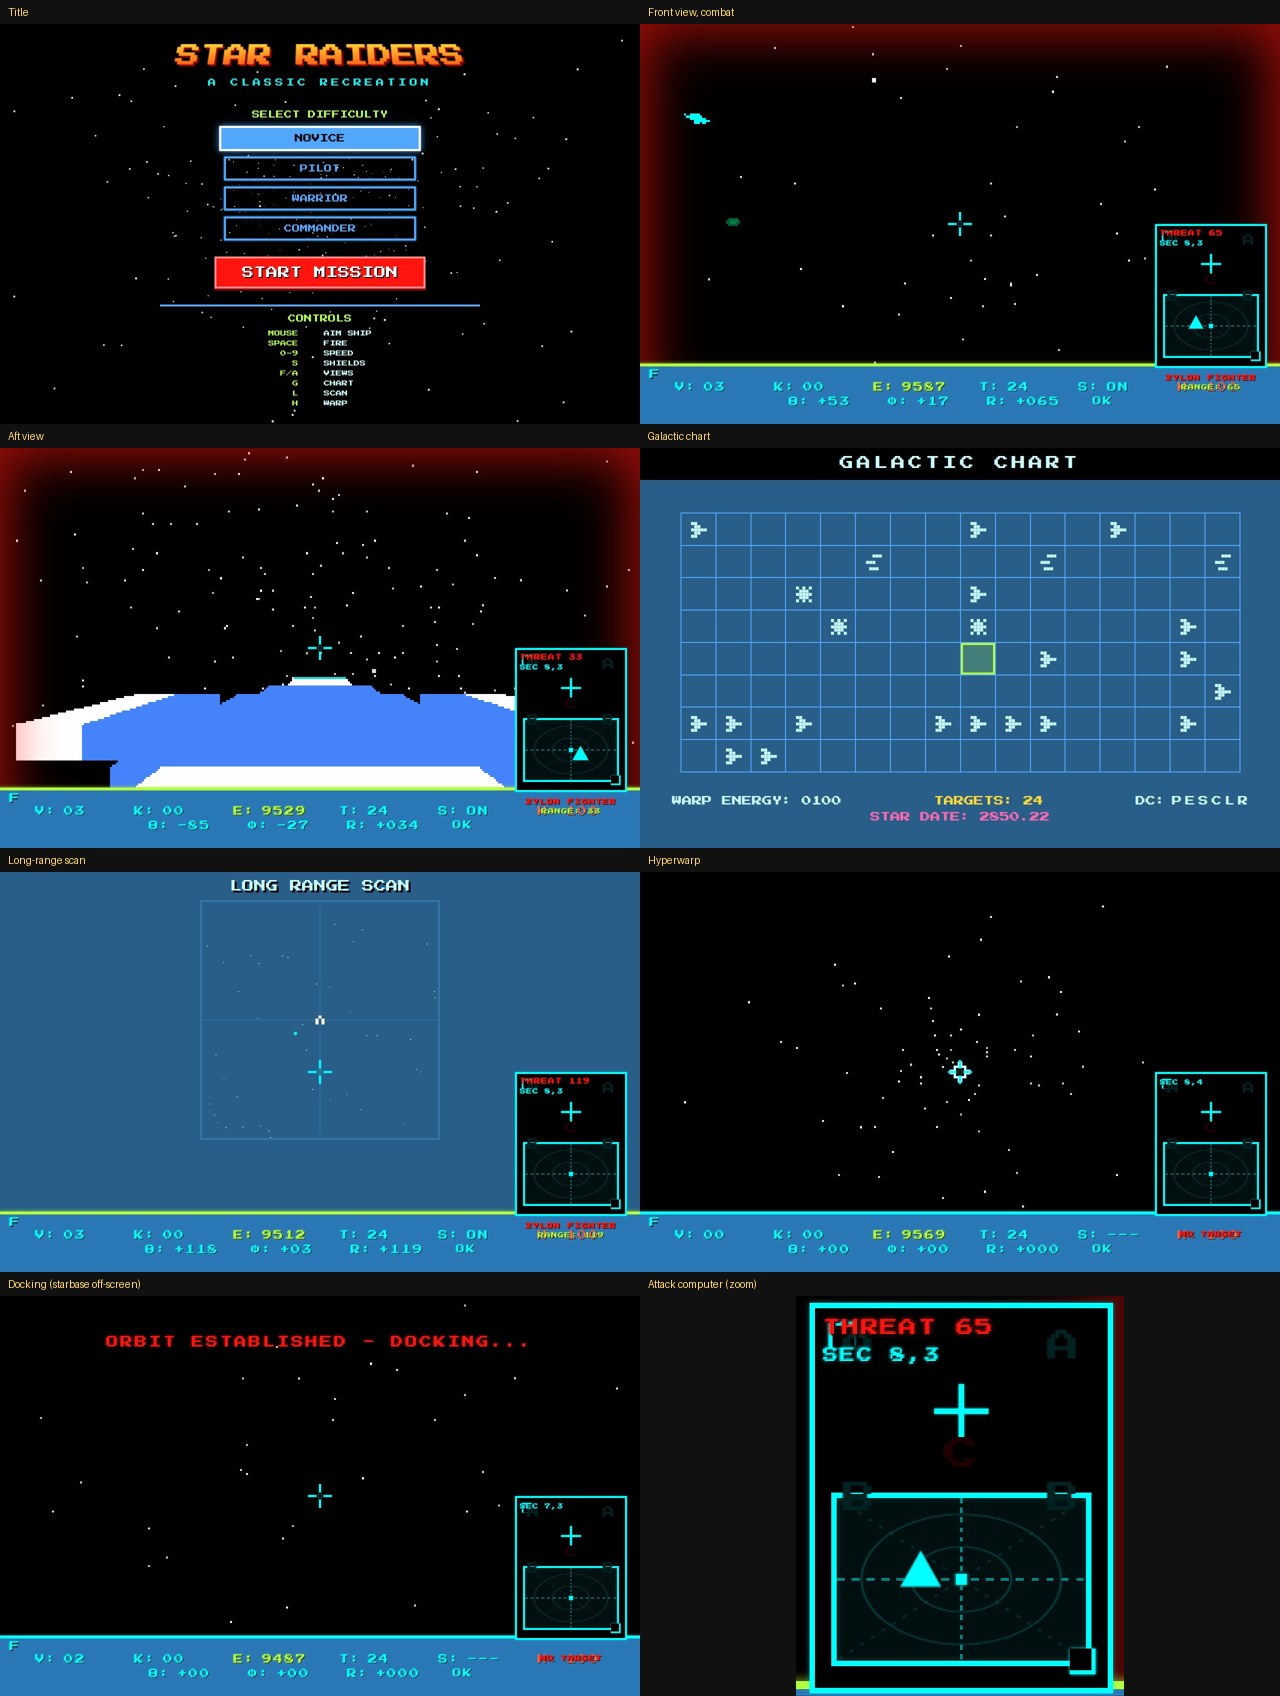 Title
STAR RAIDERS
A CLASSIC RECREATION
SELECT DIFFICULTY
NOVICE
PILOT
WARRIOR
COMMANDER
START MISSION
CONTROLS
MOUSE AIM SHIP
SPACE FIRE
0-9 SPEED
S SHIELDS
F/A VIEWS
G CHART
L SCAN
H WARP
Front view, combat
THREAT 65
SEC 8,3
A
C
F
V: 03 K: 00 E: 9587 T: 24 S: ON
θ: +53 Φ: +17 R: +065 OK
ZYLON FIGHTER
RANGE: 65
Aft view
THREAT 33
SEC 8,3
A
C
F
V: 03 K: 00 E: 9529 T: 24 S: ON
θ: -85 Φ: -27 R: +034 OK
ZYLON FIGHTER
RANGE: 33
Galactic chart
GALACTIC CHART
WARP ENERGY: 0100 TARGETS: 24 DC: PESCLR
STAR DATE: 2850.22
Long-range scan
LONG RANGE SCAN
THREAT 119
SEC 8,3
A
C
F
V: 03 K: 00 E: 9512 T: 24 S: ON
θ: +118 Φ: +03 R: +119 OK
ZYLON FIGHTER
RANGE: 119
Hyperwarp
SEC 8,4
A
F
V: 00 K: 00 E: 9569 T: 24 S: ---
θ: +00 Φ: +00 R: +000 OK
NO TARGET
Docking (starbase off-screen)
ORBIT ESTABLISHED - DOCKING...
SEC 7,3
A
F
V: 02 K: 00 E: 9487 T: 24 S: ---
θ: +00 Φ: +00 R: +000 OK
NO TARGET
Attack computer (zoom)
THREAT 65
SEC 8,3
A
C
B B